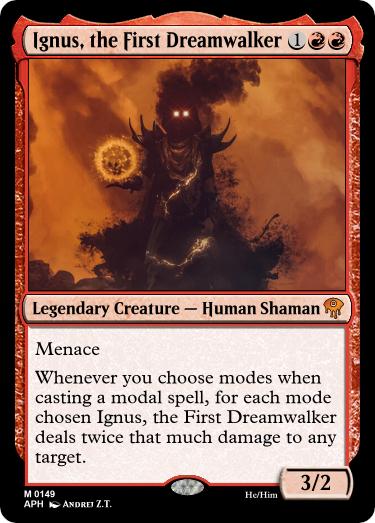 Ignus, the First Dreamwalker 1
Legendary Creature — Human Shaman
Menace
Whenever you choose modes when
casting a modal spell, for each mode
chosen Ignus, the First Dreamwalker
deals twice that much damage to any
target.
3/2
M 0149
He/Him
APH Andrej Z.T.